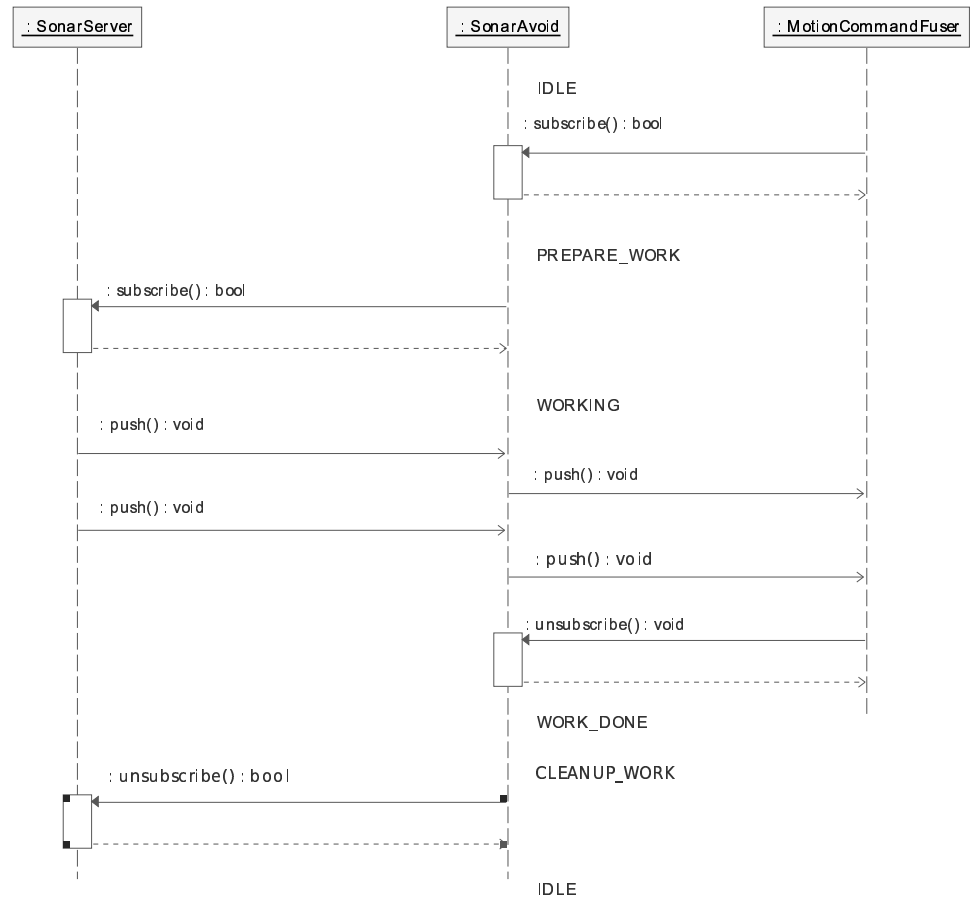 : SonarServer
: SonarAvoid
: MotionCommandFuser
IDLE
: subscribe() : bool
PREPARE_WORK
: subscribe() : bool
WORKING
: push() : void
: push() : void
: push() : void
: push() : void
: unsubscribe() : void
WORK_DONE
CLEANUP_WORK
: unsubscribe() : bool
IDLE